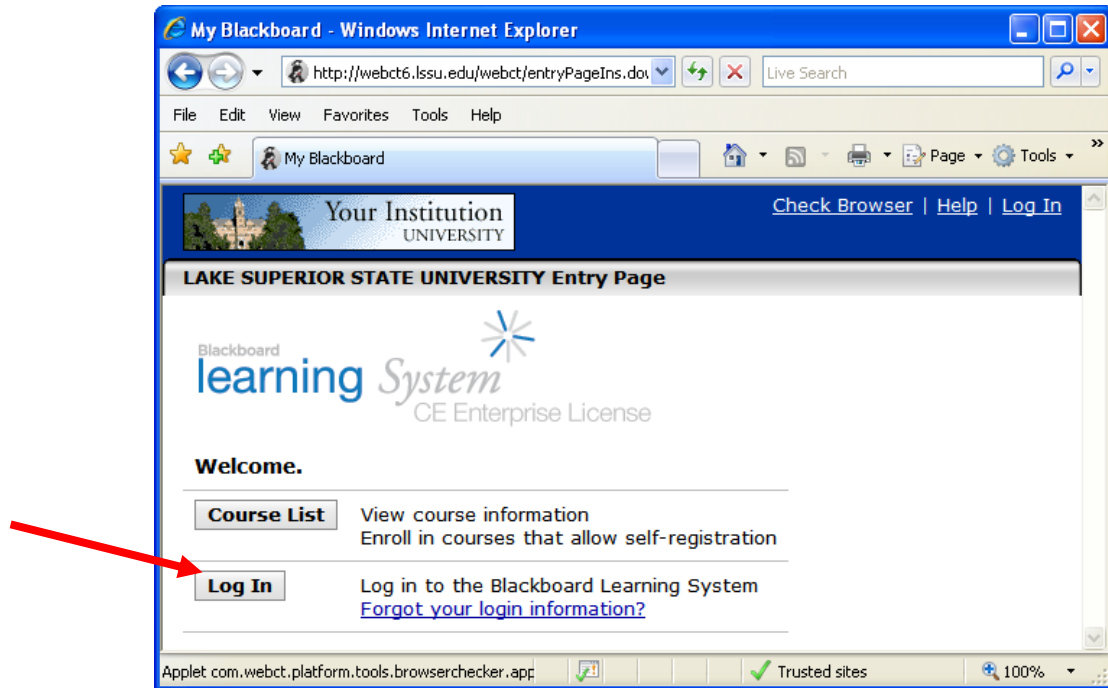 My Blackboard - Windows Internet Explorer
http://webct6.lssu.edu/webct/entryPageIns.dov
Live Search
File Edit View Favorites Tools Help
My Blackboard
Page Tools
Your Institution
UNIVERSITY
Check Browser | Help | Log In
LAKE SUPERIOR STATE UNIVERSITY Entry Page
Blackboard
learning System
CE Enterprise License
Welcome.
Course List View course information
Enroll in courses that allow self-registration
Log In Log in to the Blackboard Learning System
Forgot your login information?
Applet com.webct.platform.tools.browserchecker.app Trusted sites 100%